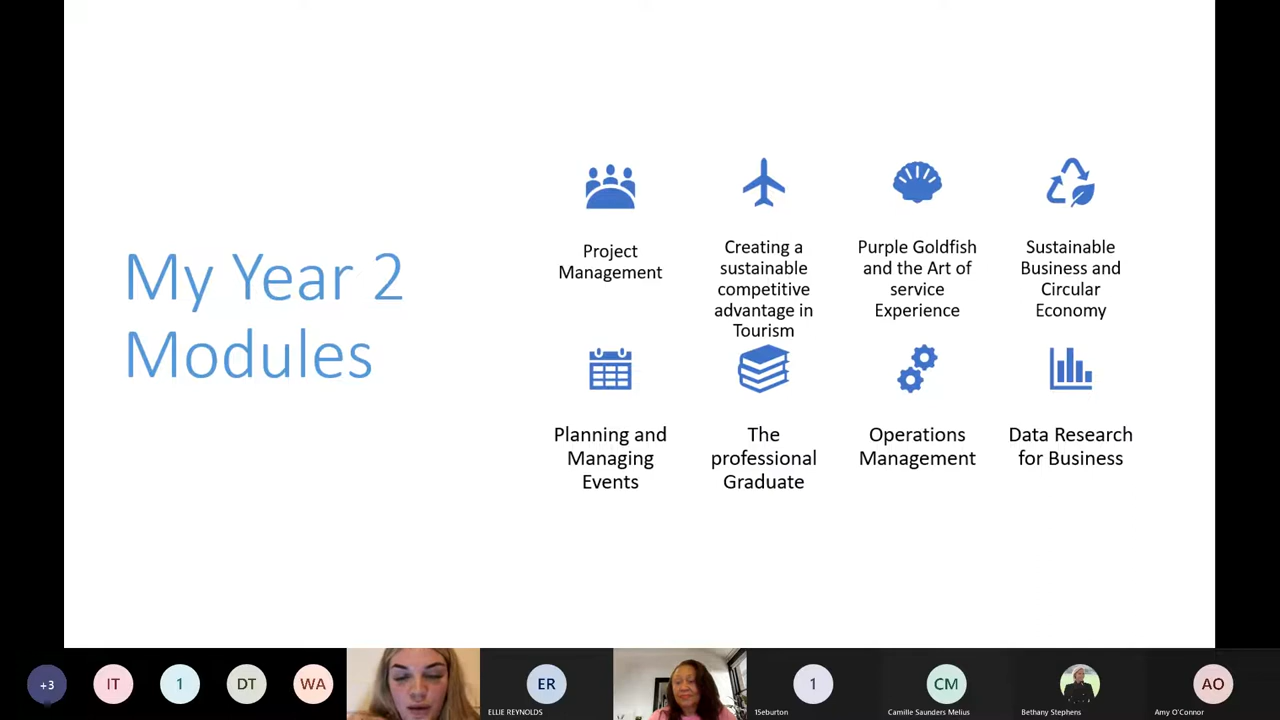 My Year 2
Modules
Project
Management
Creating a
sustainable
competitive
advantage in
Tourism
Purple Goldfish
and the Art of
service
Experience
Sustainable
Business and
Circular
Economy
Planning and
Managing
Events
The
professional
Graduate
Operations
Management
Data Research
for Business
+3
IT
1
DT
WA
ER
ELLIE REYNOLDS
1
1Seburton
CM
Camille Saunders Melius
Bethany Stephens
AO
Amy O'Connor